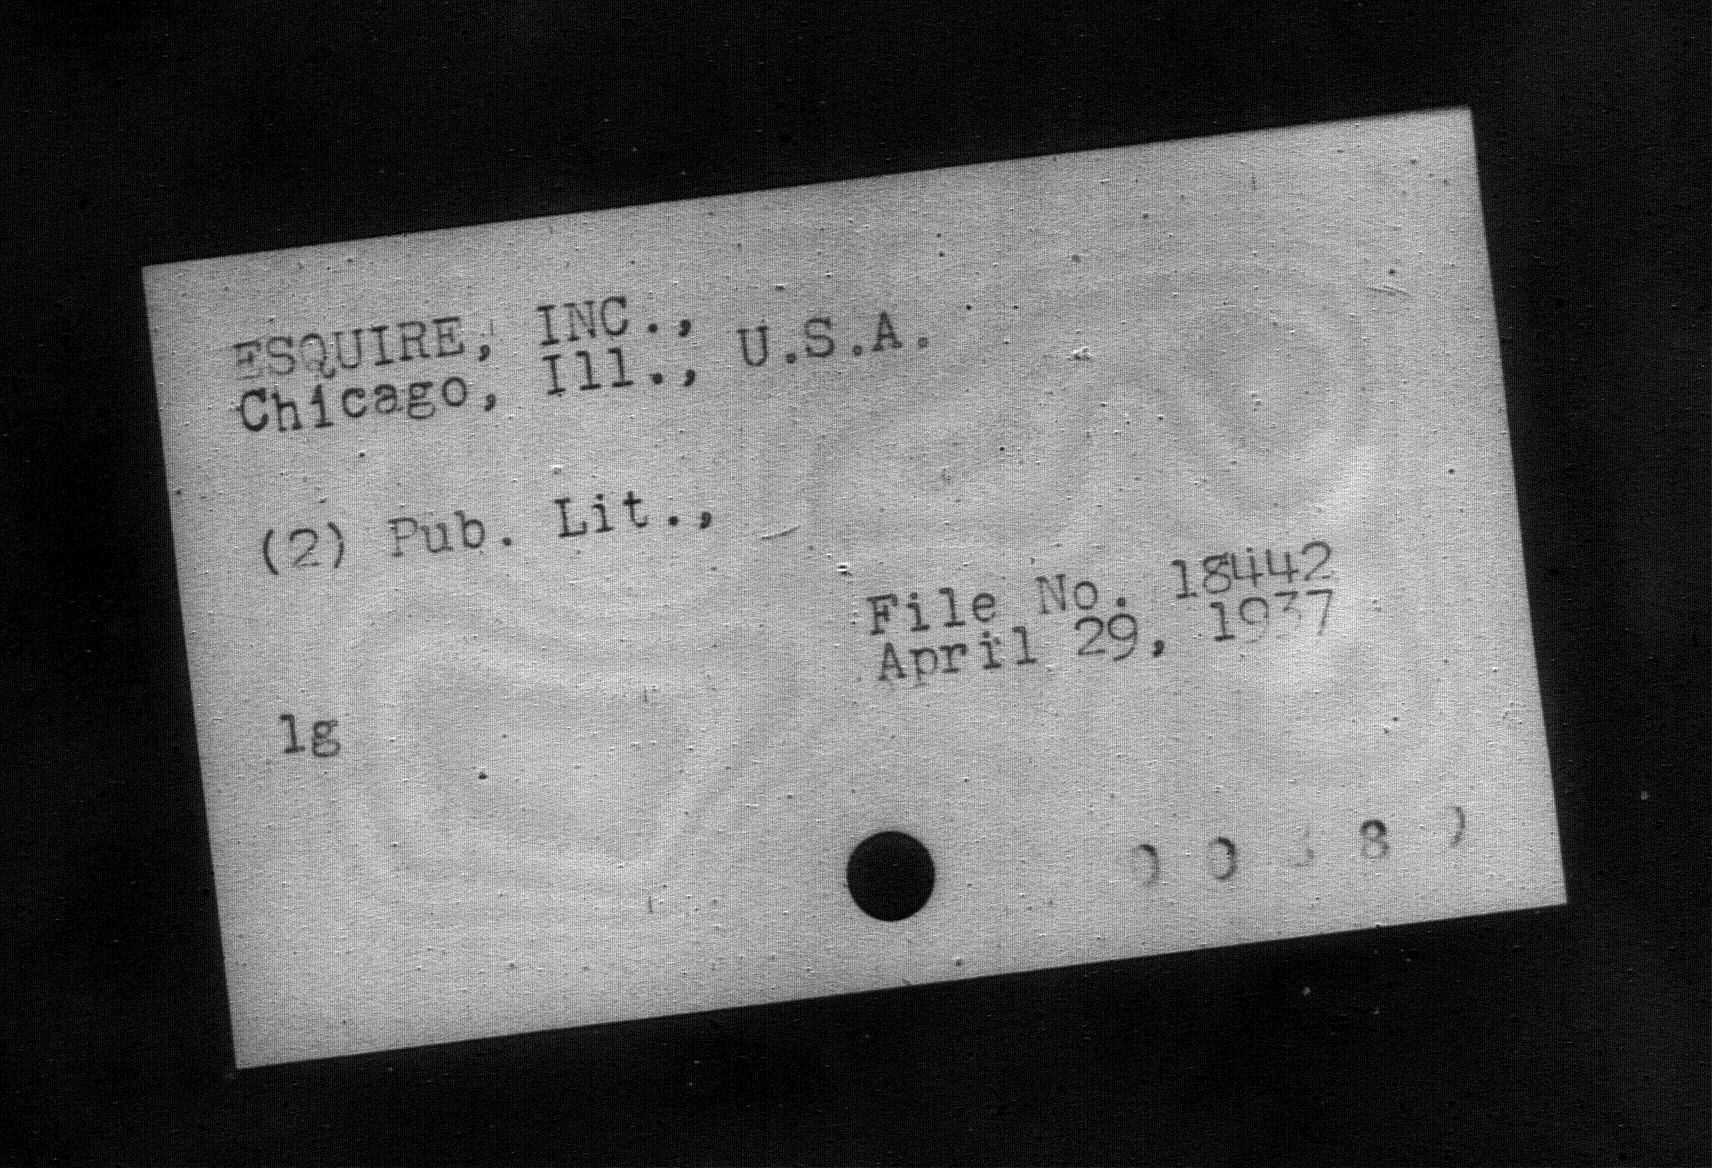 ESQUIRE, INC.,
Chicago, Ill., U.S.A.
(2) Pub. Lit.,
File No. 18442
April 29, 1937
lg